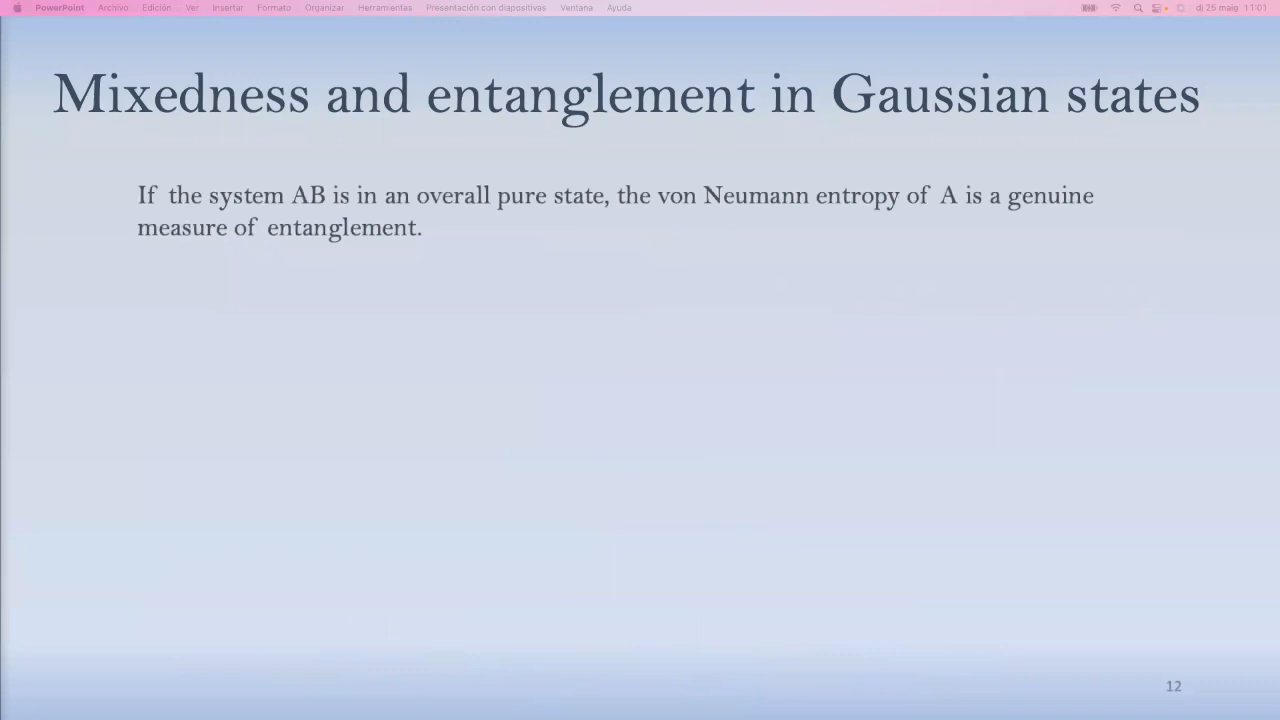 PowerPoint Archivo Edición Ver Insertar Formato Organizar Herramientas Presentación con diapositivas Ventana Ayuda dj 25 maig 11:01
Mixedness and entanglement in Gaussian states
If the system AB is in an overall pure state, the von Neumann entropy of A is a genuine
measure of entanglement.
12